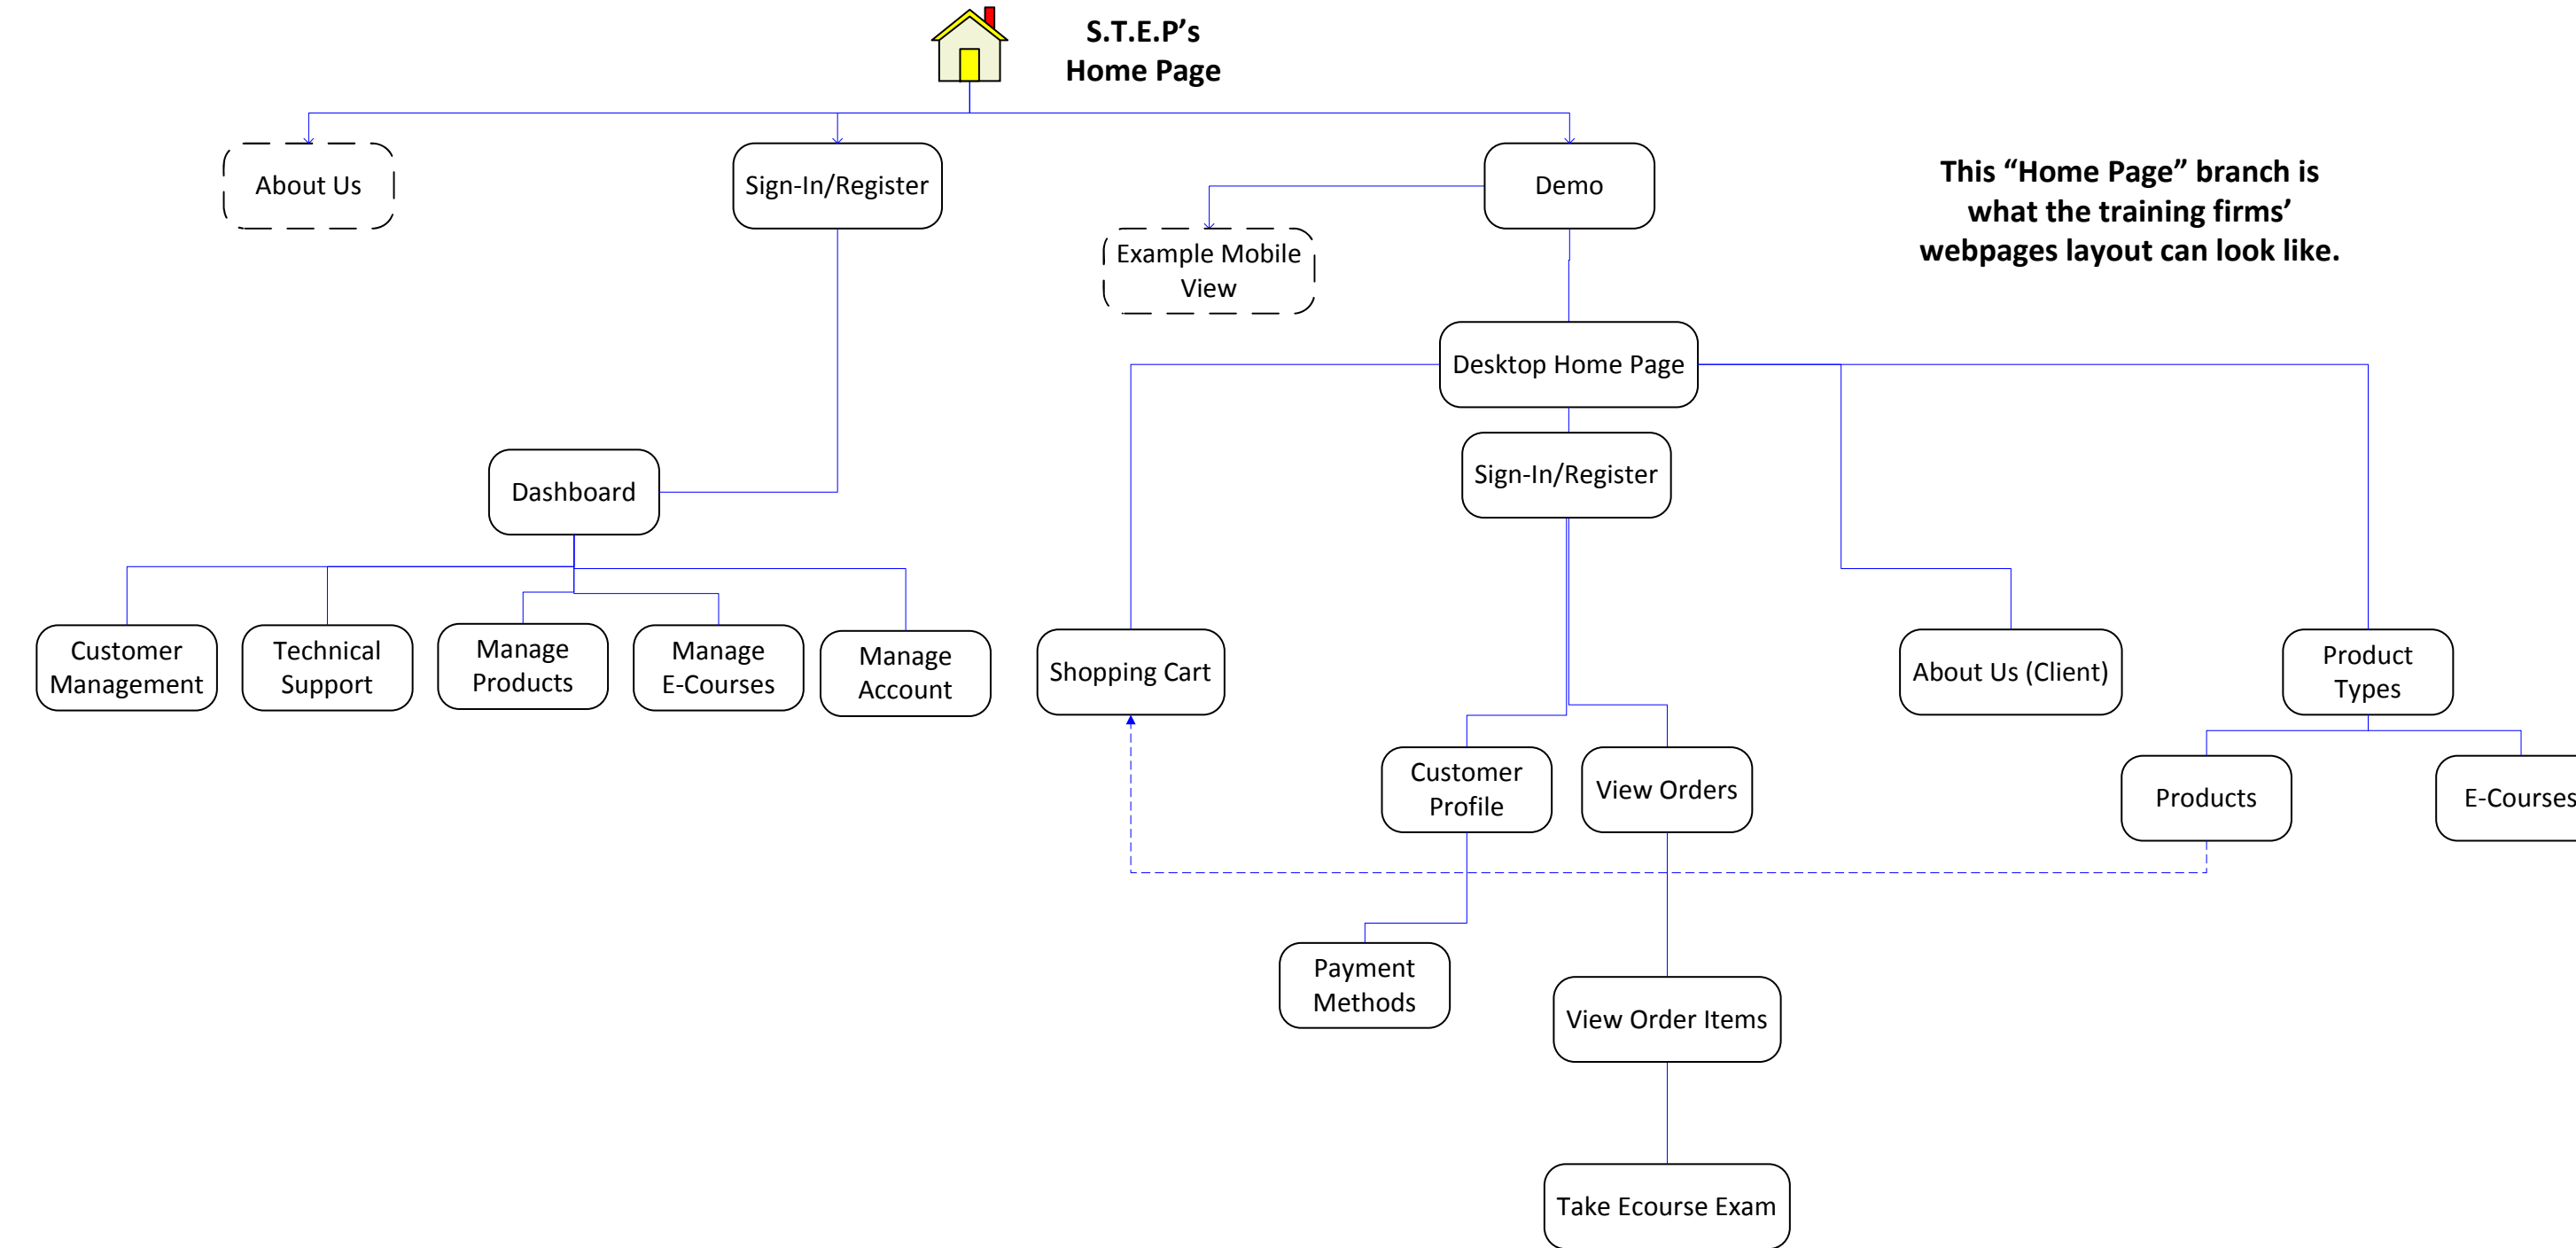 S.T.E.P’s
Home Page
About Us
Sign-In/Register
Demo
This “Home Page” branch is
what the training firms’
webpages layout can look like.
Example Mobile
View
Desktop Home Page
Sign-In/Register
Dashboard
Customer
Management
Technical
Support
Manage
Products
Manage
E-Courses
Manage
Account
Shopping Cart
About Us (Client)
Product
Types
Customer
Profile
View Orders
Products
E-Courses
Payment
Methods
View Order Items
Take Ecourse Exam